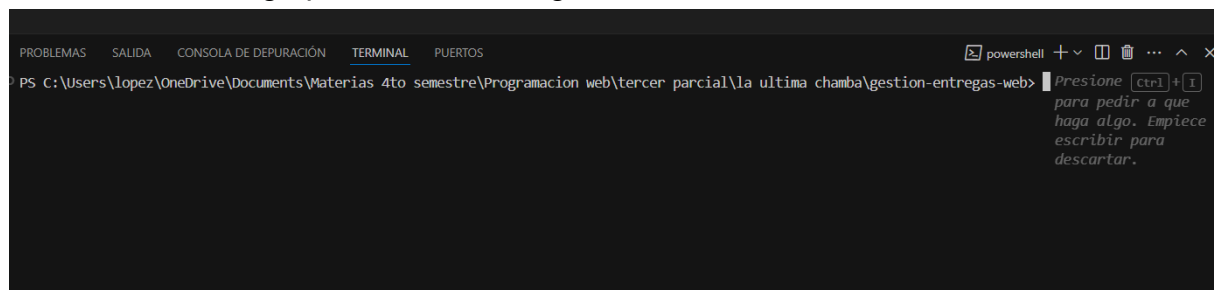 PROBLEMAS SALIDA CONSOLA DE DEPURACIÓN TERMINAL PUERTOS powershell
PS C:\Users\lopez\OneDrive\Documents\Materias 4to semestre\Programacion web\tercer parcial\la ultima chamba\gestion-entregas-web> Presione Ctrl+I
para pedir a que
haga algo. Empiece
escribir para
descartar.